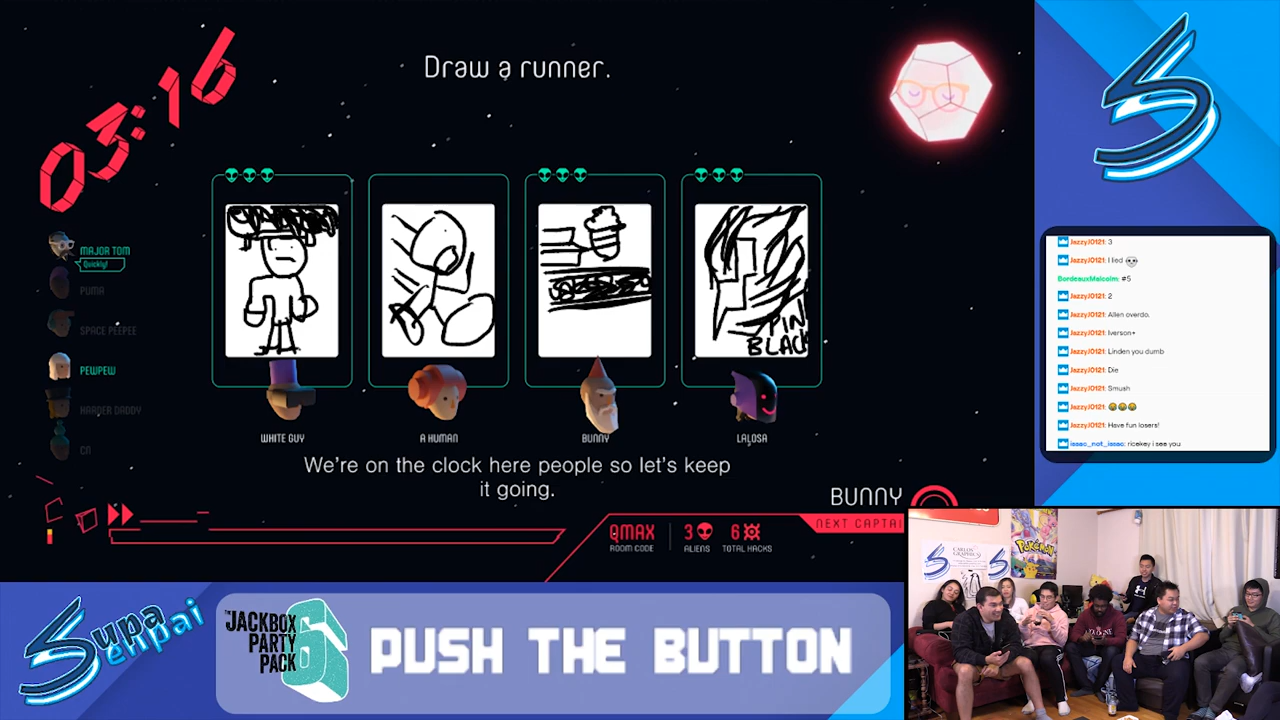 Draw a runner.
03:16
MAJOR TOM
Quickly!
PUMA
SPACE PEEPEE
PEWPEW
HARDER DADDY
CN
PIN
BLACK
WHITE GUY
A HUMAN
BUNNY
LALOSA
We're on the clock here people so let's keep
it going.
BUNNY
NEXT CAPTAI
QMAX
ROOM CODE
3
ALIENS
6
TOTAL HACKS
JazzyJ0121: 3
JazzyJ0121: I lied
BordeauxMalcolm: #5
JazzyJ0121: 2
JazzyJ0121: Allen overdo,
JazzyJ0121: Iverson+
JazzyJ0121: Linden you dumb
JazzyJ0121: Die
JazzyJ0121: Smush
JazzyJ0121:
JazzyJ0121: Have fun losers!
isaac_not_issac: ricekey i see you
CARLOS
GRAPHICS
POKéMON
Supa
Senpai
THE JACKBOX
PARTY
PACK 6
PUSH THE BUTTON